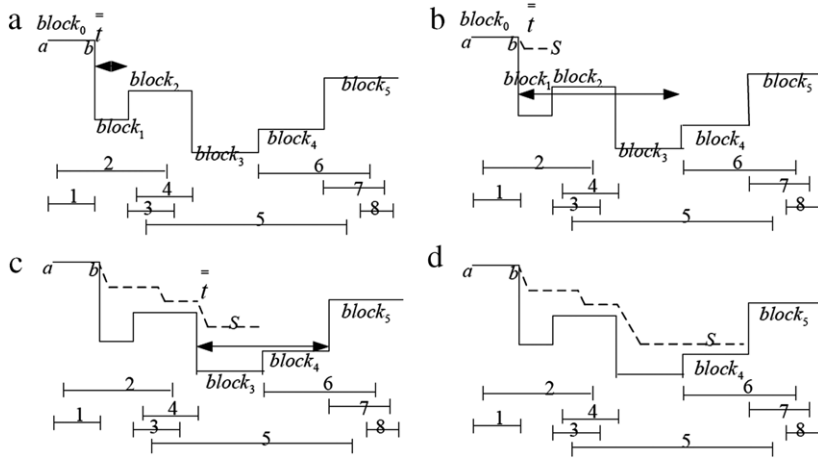 a
block₀ t̿
a b
block₂
block₁
block₅
block₄
block₃
2 6
4 7
1 3 8
5
b
block₀ t̿
a b S
block₁ block₂
block₅
block₄
block₃
2 6
4 7
1 3 8
5
c
a b t̿
S
block₅
block₄
block₃
2 6
4 7
1 3 8
5
d
a b
S
block₅
block₄
2 6
4 7
1 3 8
5